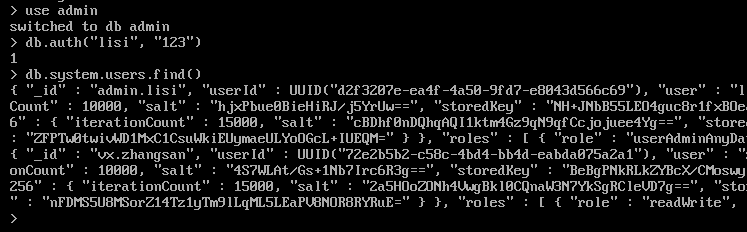 > use admin
switched to db admin
> db.auth("lisi", "123")
1
> db.system.users.find()
{ "_id" : "admin.lisi", "userId" : UUID("d2f3207e-ea4f-4a50-9fd7-e8043d566c69"), "user" : "l
Count" : 10000, "salt" : "hjxPbue0BieHiRJ/j5YrUw==", "storedKey" : "NH+JNbB55LEO4guc8r1fxBOea
6" : { "iterationCount" : 15000, "salt" : "cBDhf0nDQhqAQI1ktm4Gz9qN9qfCcjojuee4Yg==", "store
: "ZFPTw0twivWD1MxC1CsuWkiEUymaeULYoOGcL+IUEQM=" } }, "roles" : [ { "role" : "userAdminAnyDa
{ "_id" : "vx.zhangsan", "userId" : UUID("72e2b5b2-c58c-4bd4-bb4d-eabda075a2a1"), "user" : "
onCount" : 10000, "salt" : "4S7WLAt/Gs+1Nb7Irc6R3g==", "storedKey" : "BeBgPNkRLkZYBcX/CMoswy
256" : { "iterationCount" : 15000, "salt" : "2a5HOoZONh4VwgBkl0CQnaW3N7YkSgRCleVD7g==", "sto
" : "nFDMS5U8MSorZ14Tz1yTm9lLqML5LEaPV8NOR8RYRuE=" } }, "roles" : [ { "role" : "readWrite",
>